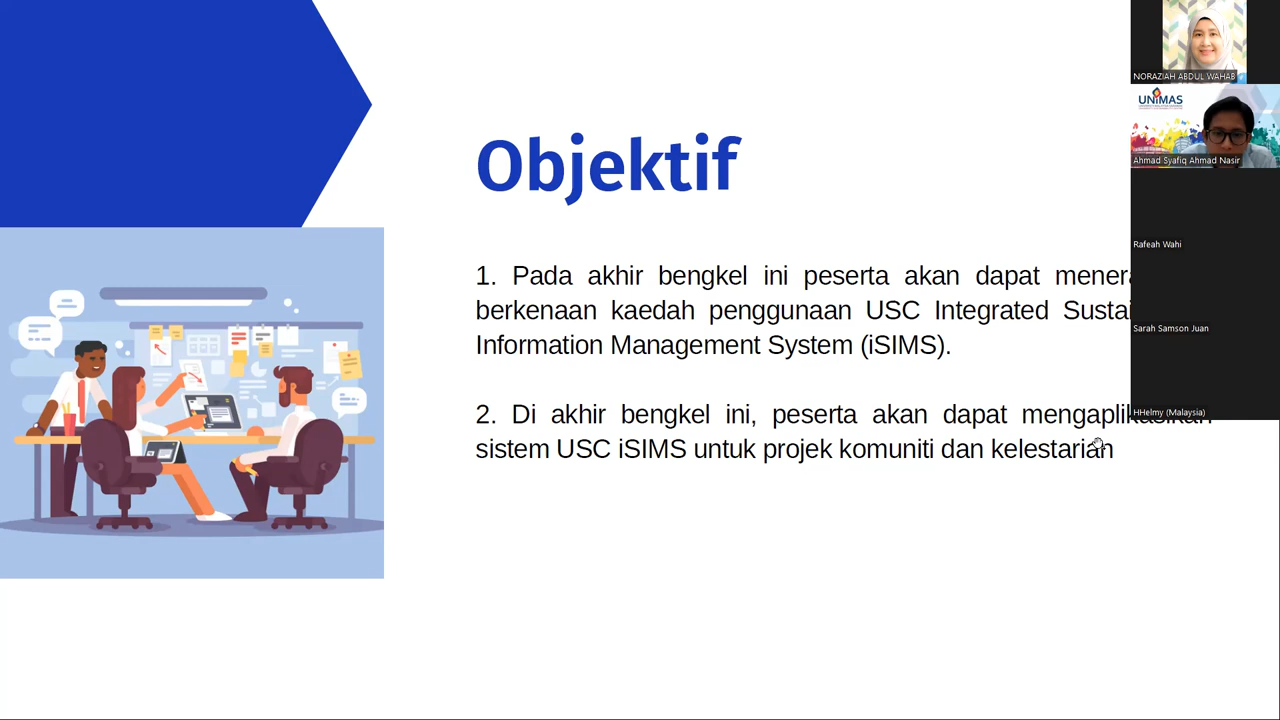 Objektif
1. Pada akhir bengkel ini peserta akan dapat
berkenaan kaedah penggunaan USC Integrated
Information Management System (iSIMS).
2. Di akhir bengkel ini, peserta akan dapat mengaplikasikan
sistem USC iSIMS untuk projek komuniti dan kelestarian
NORAZIAH ABDUL WAHAB
UNIMAS
Ahmad Syafiq Ahmad Nasir
Rafeah Wahi
Sarah Samson Juan
HHelmy (Malaysia)